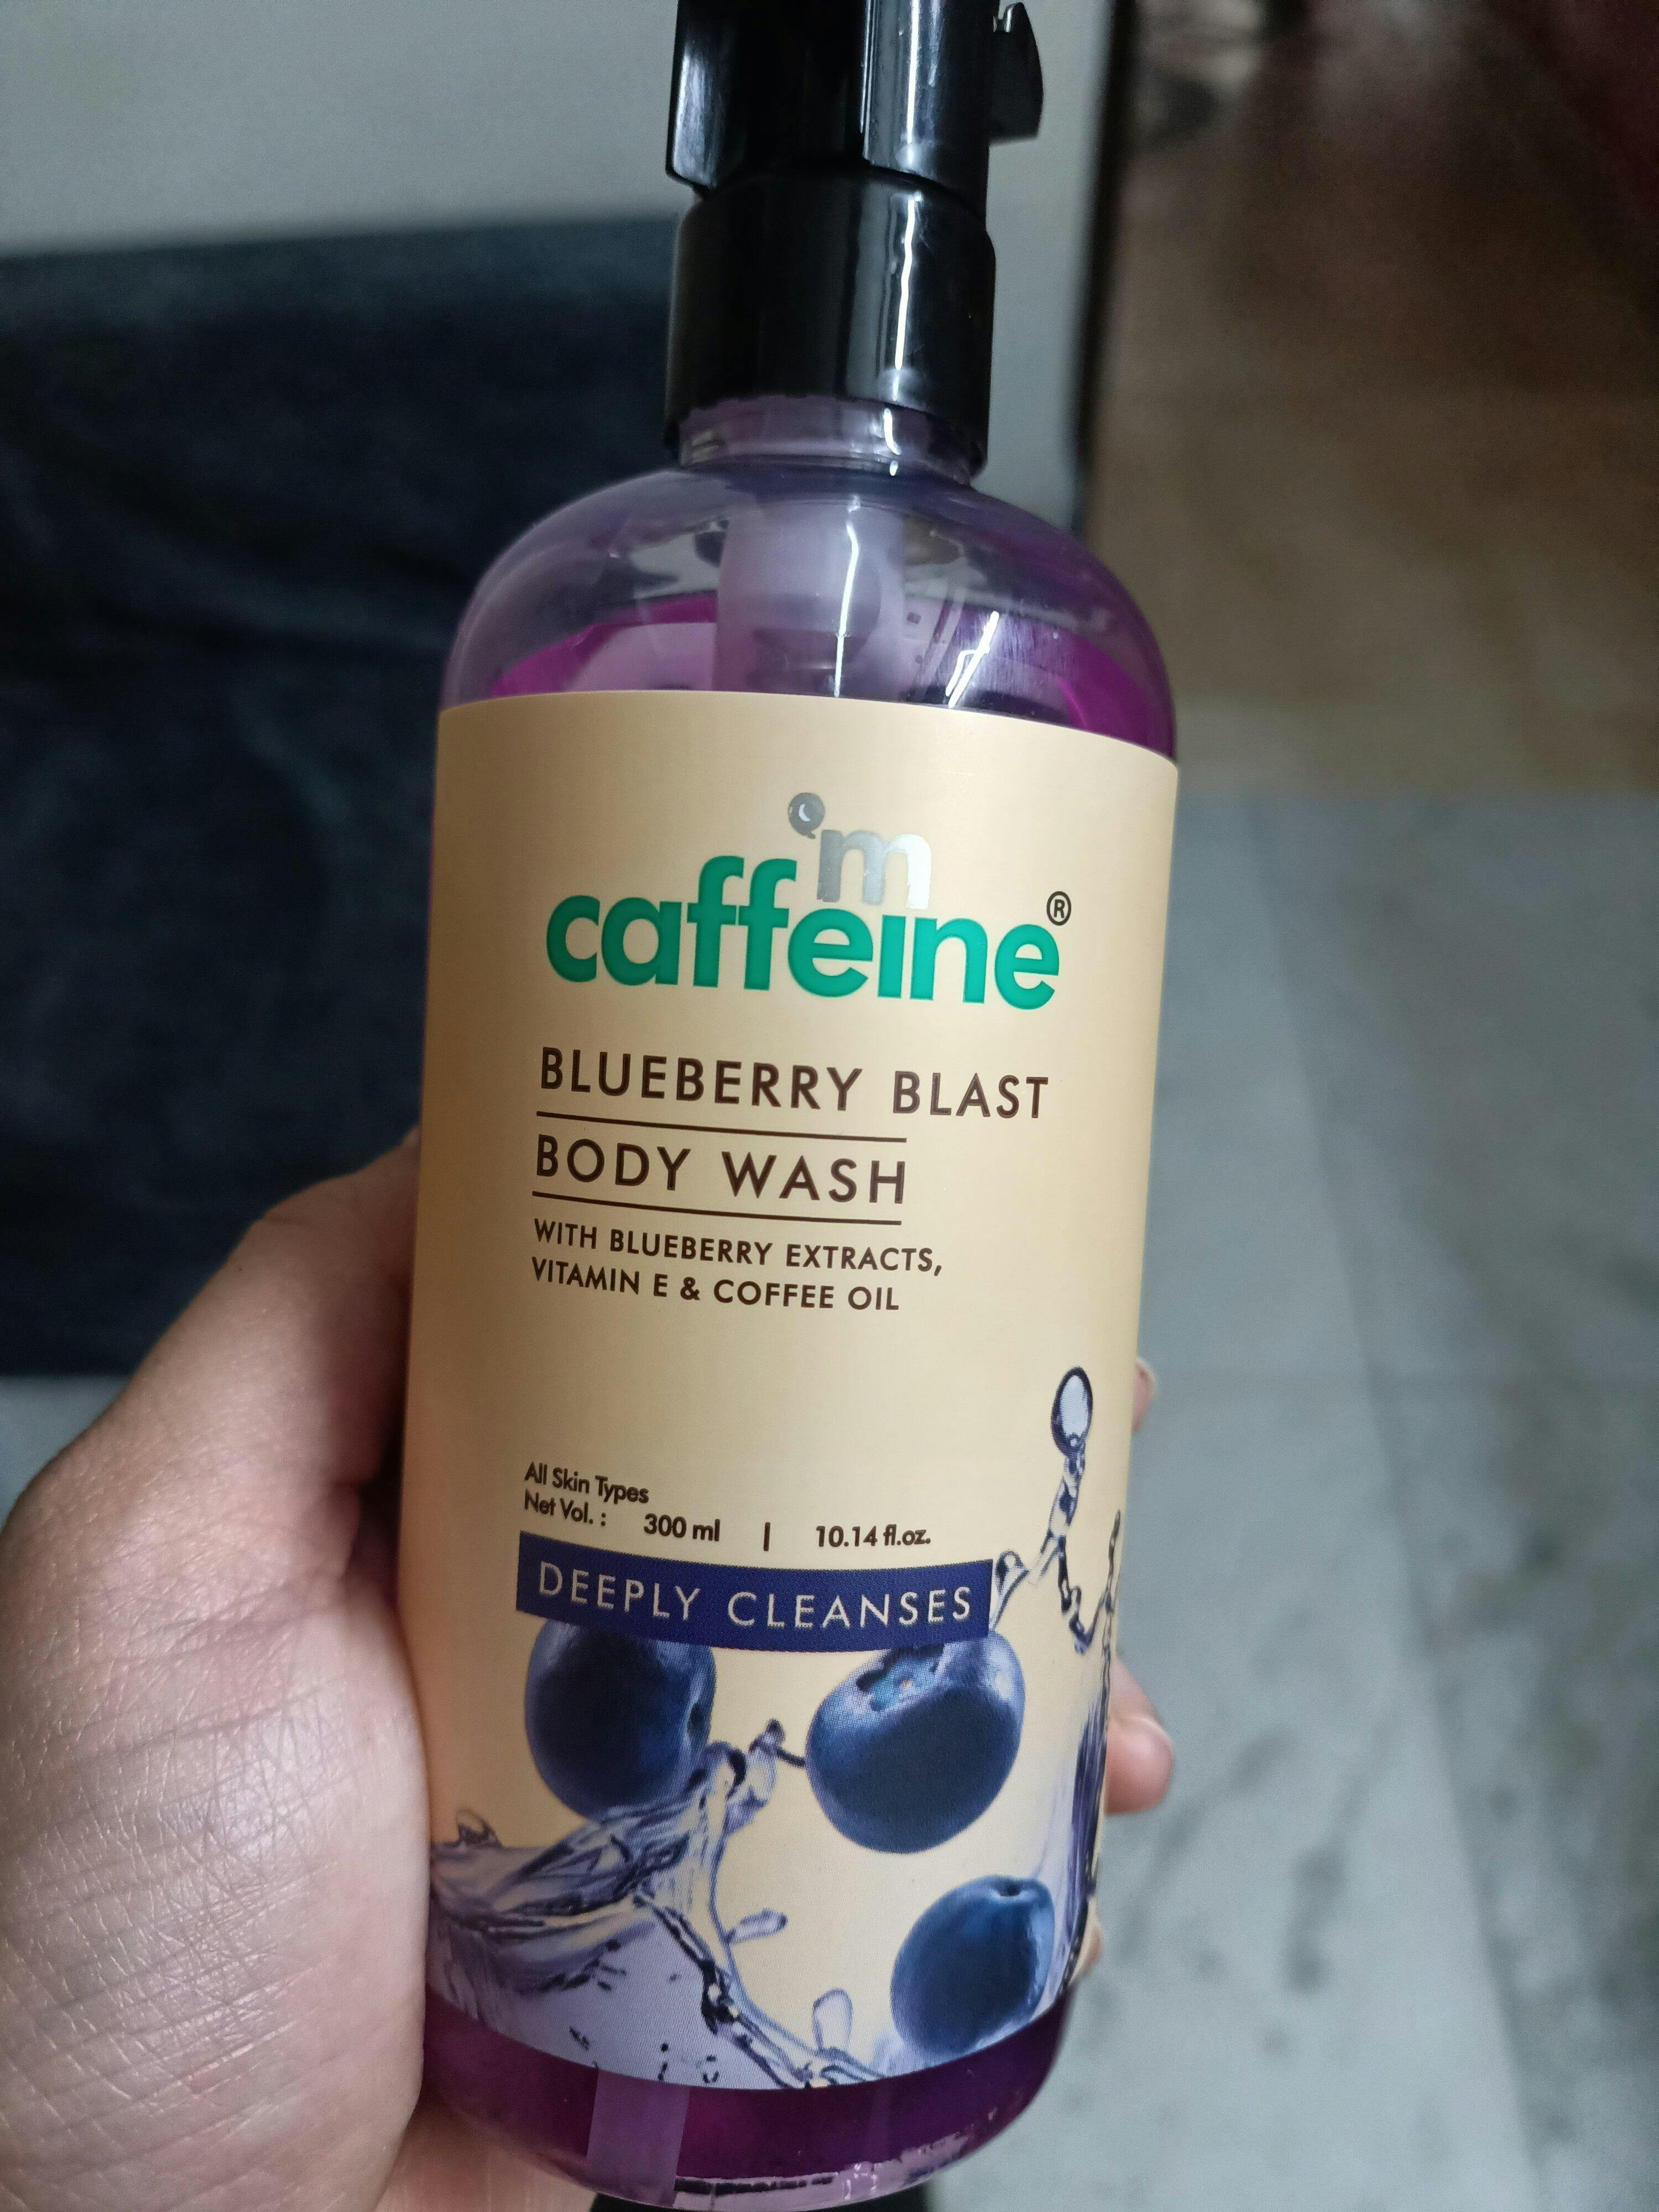 'm
caffeine®
BLUEBERRY BLAST
BODY WASH
WITH BLUEBERRY EXTRACTS,
VITAMIN E & COFFEE OIL
All Skin Types
Net Vol. : 300 ml | 10.14 fl.oz.
DEEPLY CLEANSES